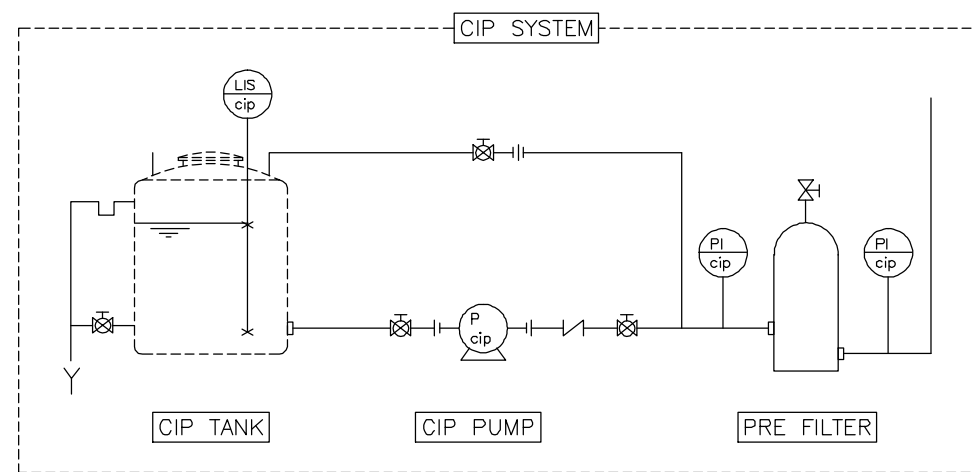 CIP SYSTEM
LIS
cip
PI
cip
PI
cip
P
cip
CIP TANK
CIP PUMP
PRE FILTER